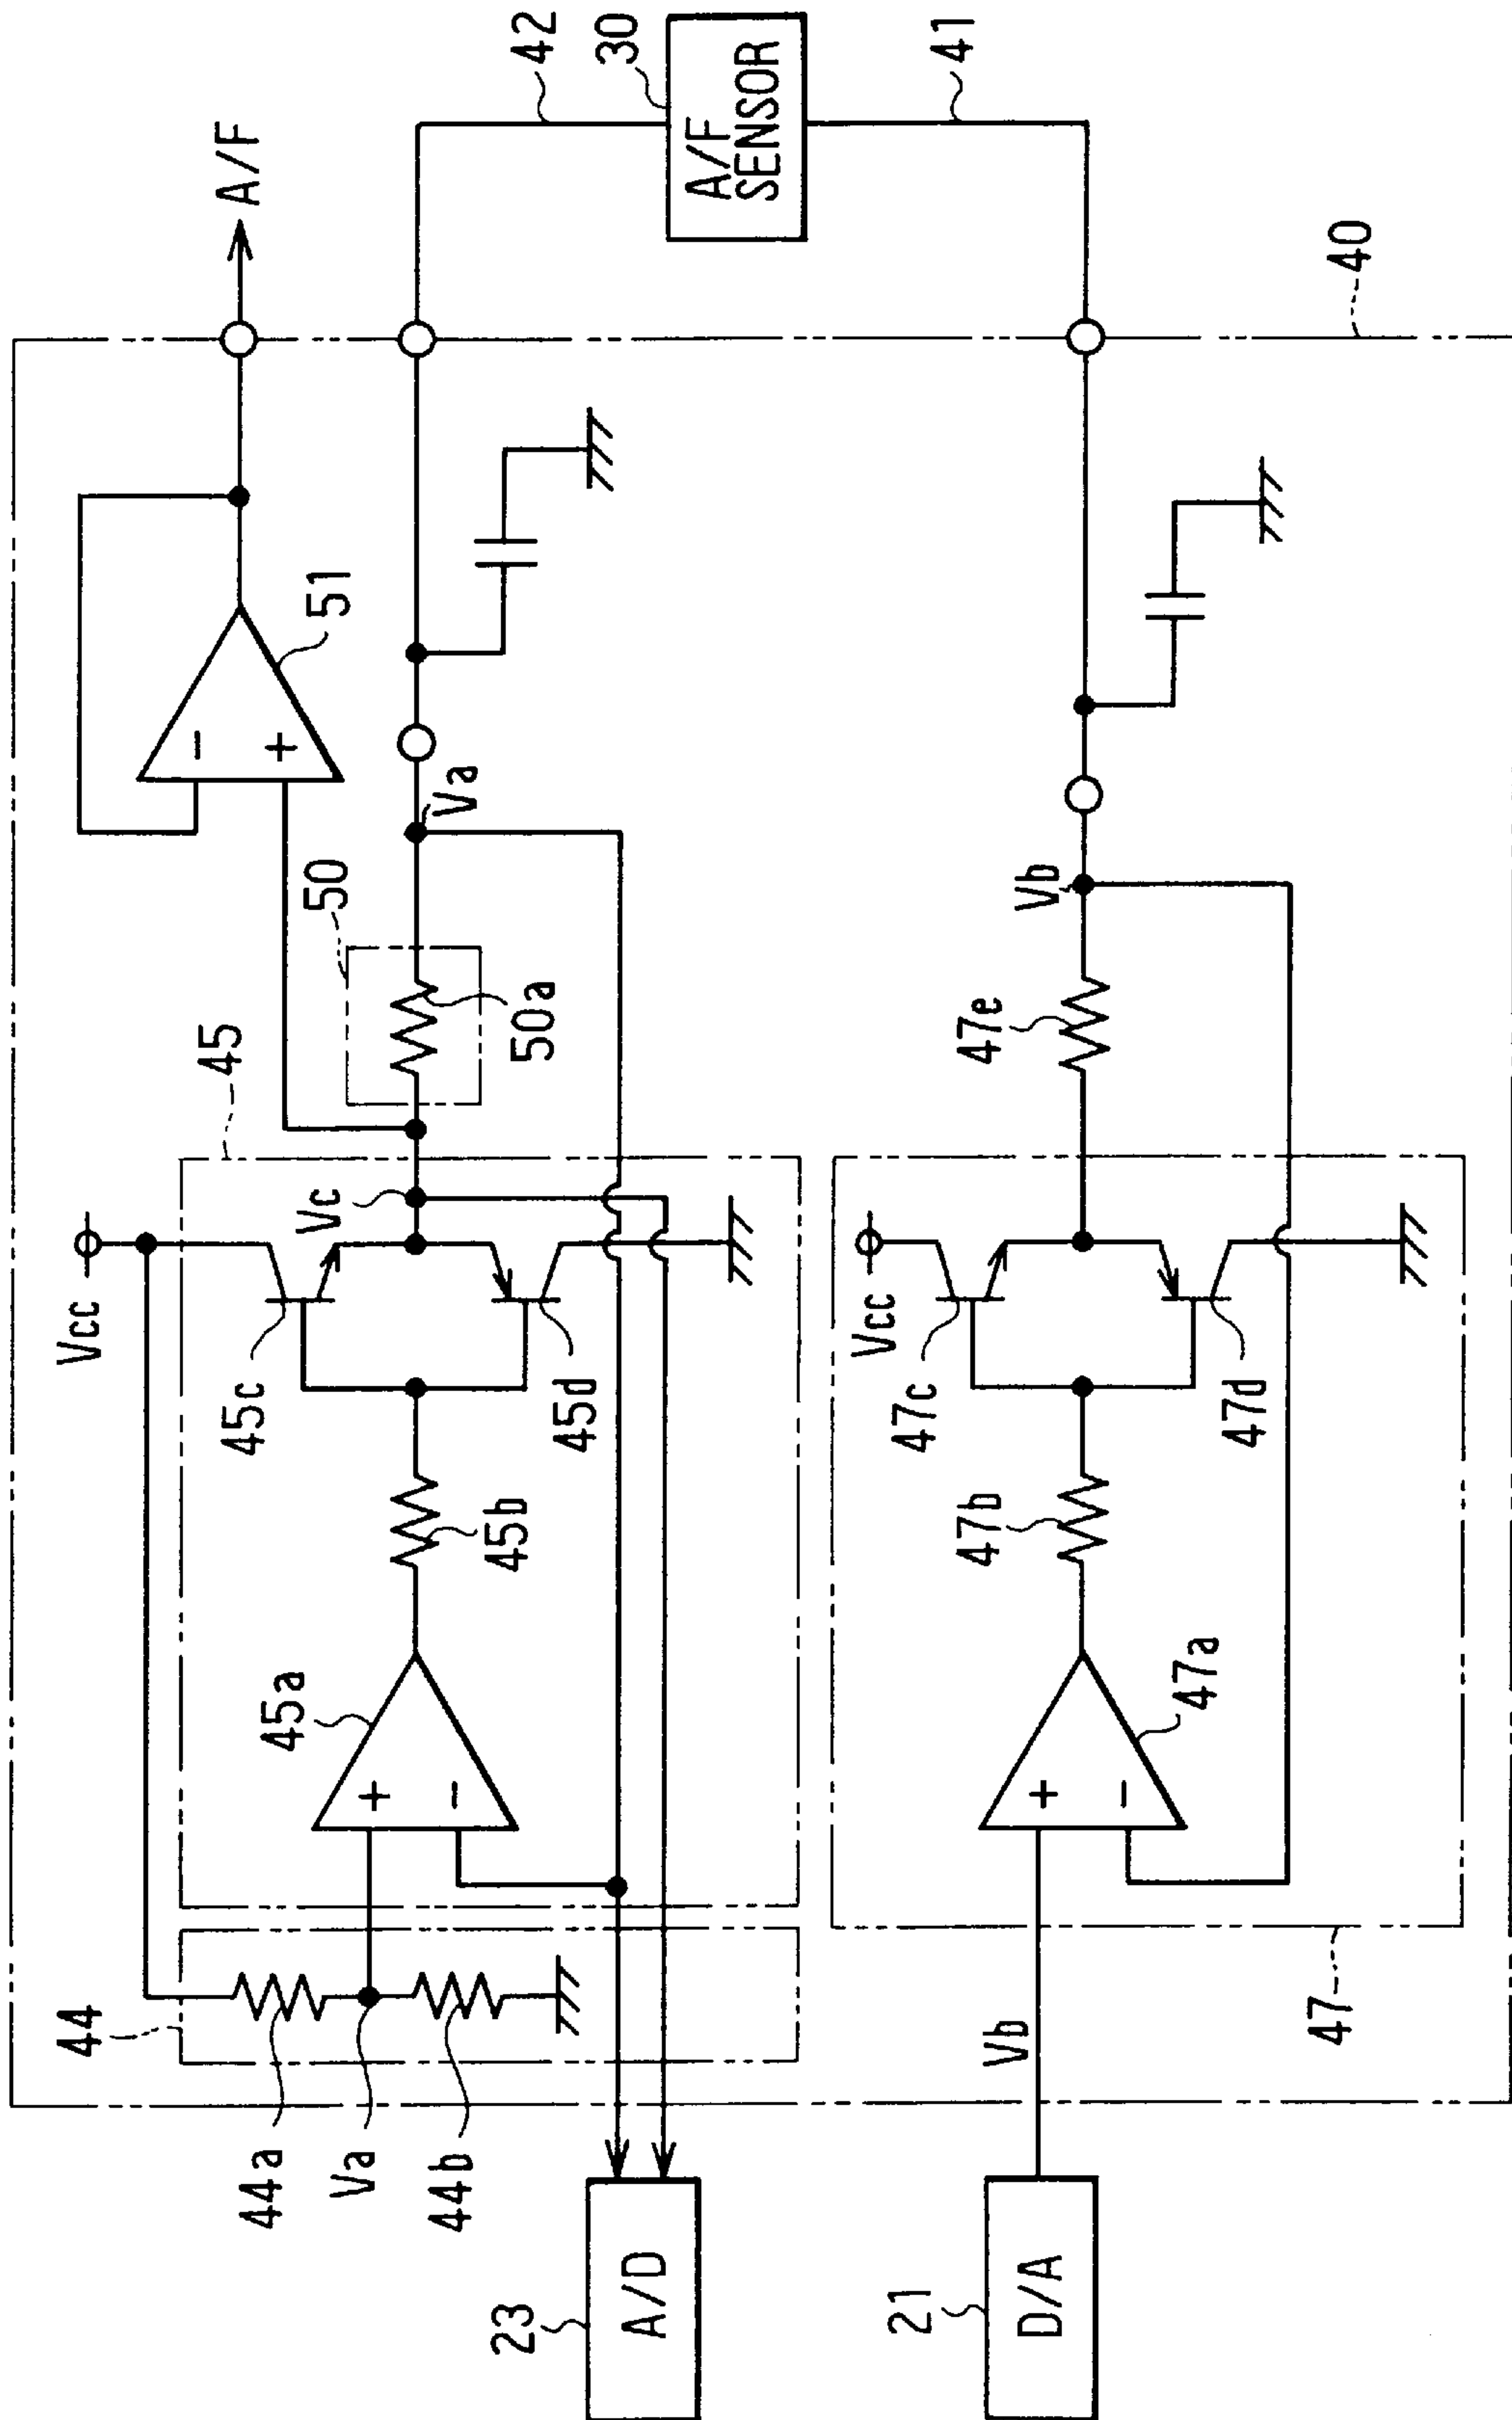 A/F
42
30
A/F
SENSOR
41
40
51
-
+
Va
50
50a
Vb
47e
45
Vcc
Vc
45c
45d
45b
45a
+
-
Vcc
47c
47d
47b
47a
+
-
44
44a
Va
44b
Vb
47
23
A/D
21
D/A